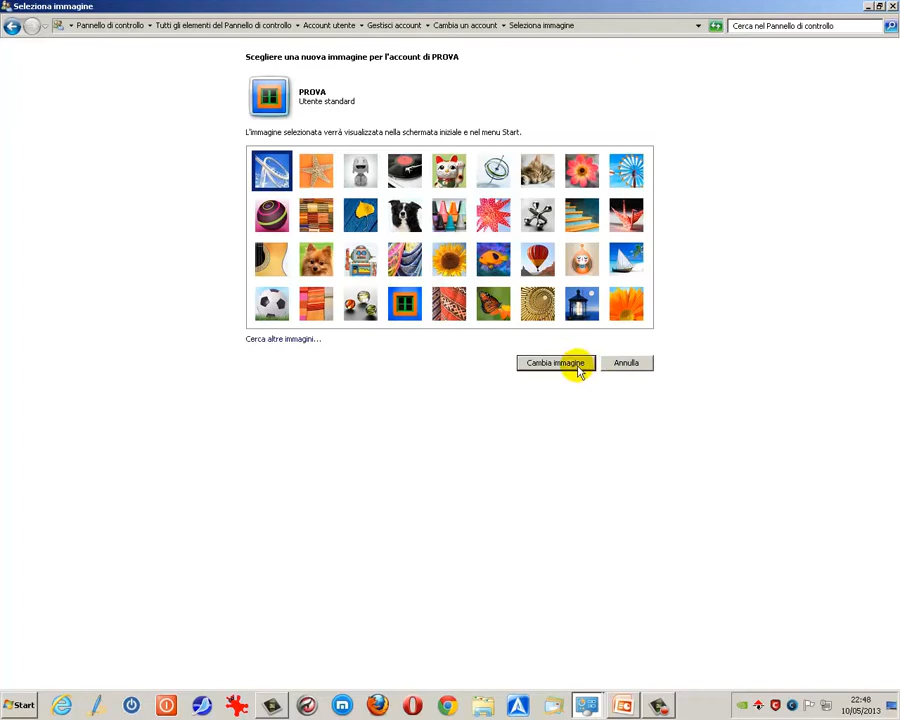 Seleziona immagine
Pannello di controllo Tutti gli elementi del Pannello di controllo Account utente Gestisci account Cambia un account Seleziona immagine Cerca nel Pannello di controllo
Scegliere una nuova immagine per l'account di PROVA
PROVA
Utente standard
L'immagine selezionata verrà visualizzata nella schermata iniziale e nel menu Start.
Cerca altre immagini...
Cambia immagine Annulla
Start
22:48
10/05/2013